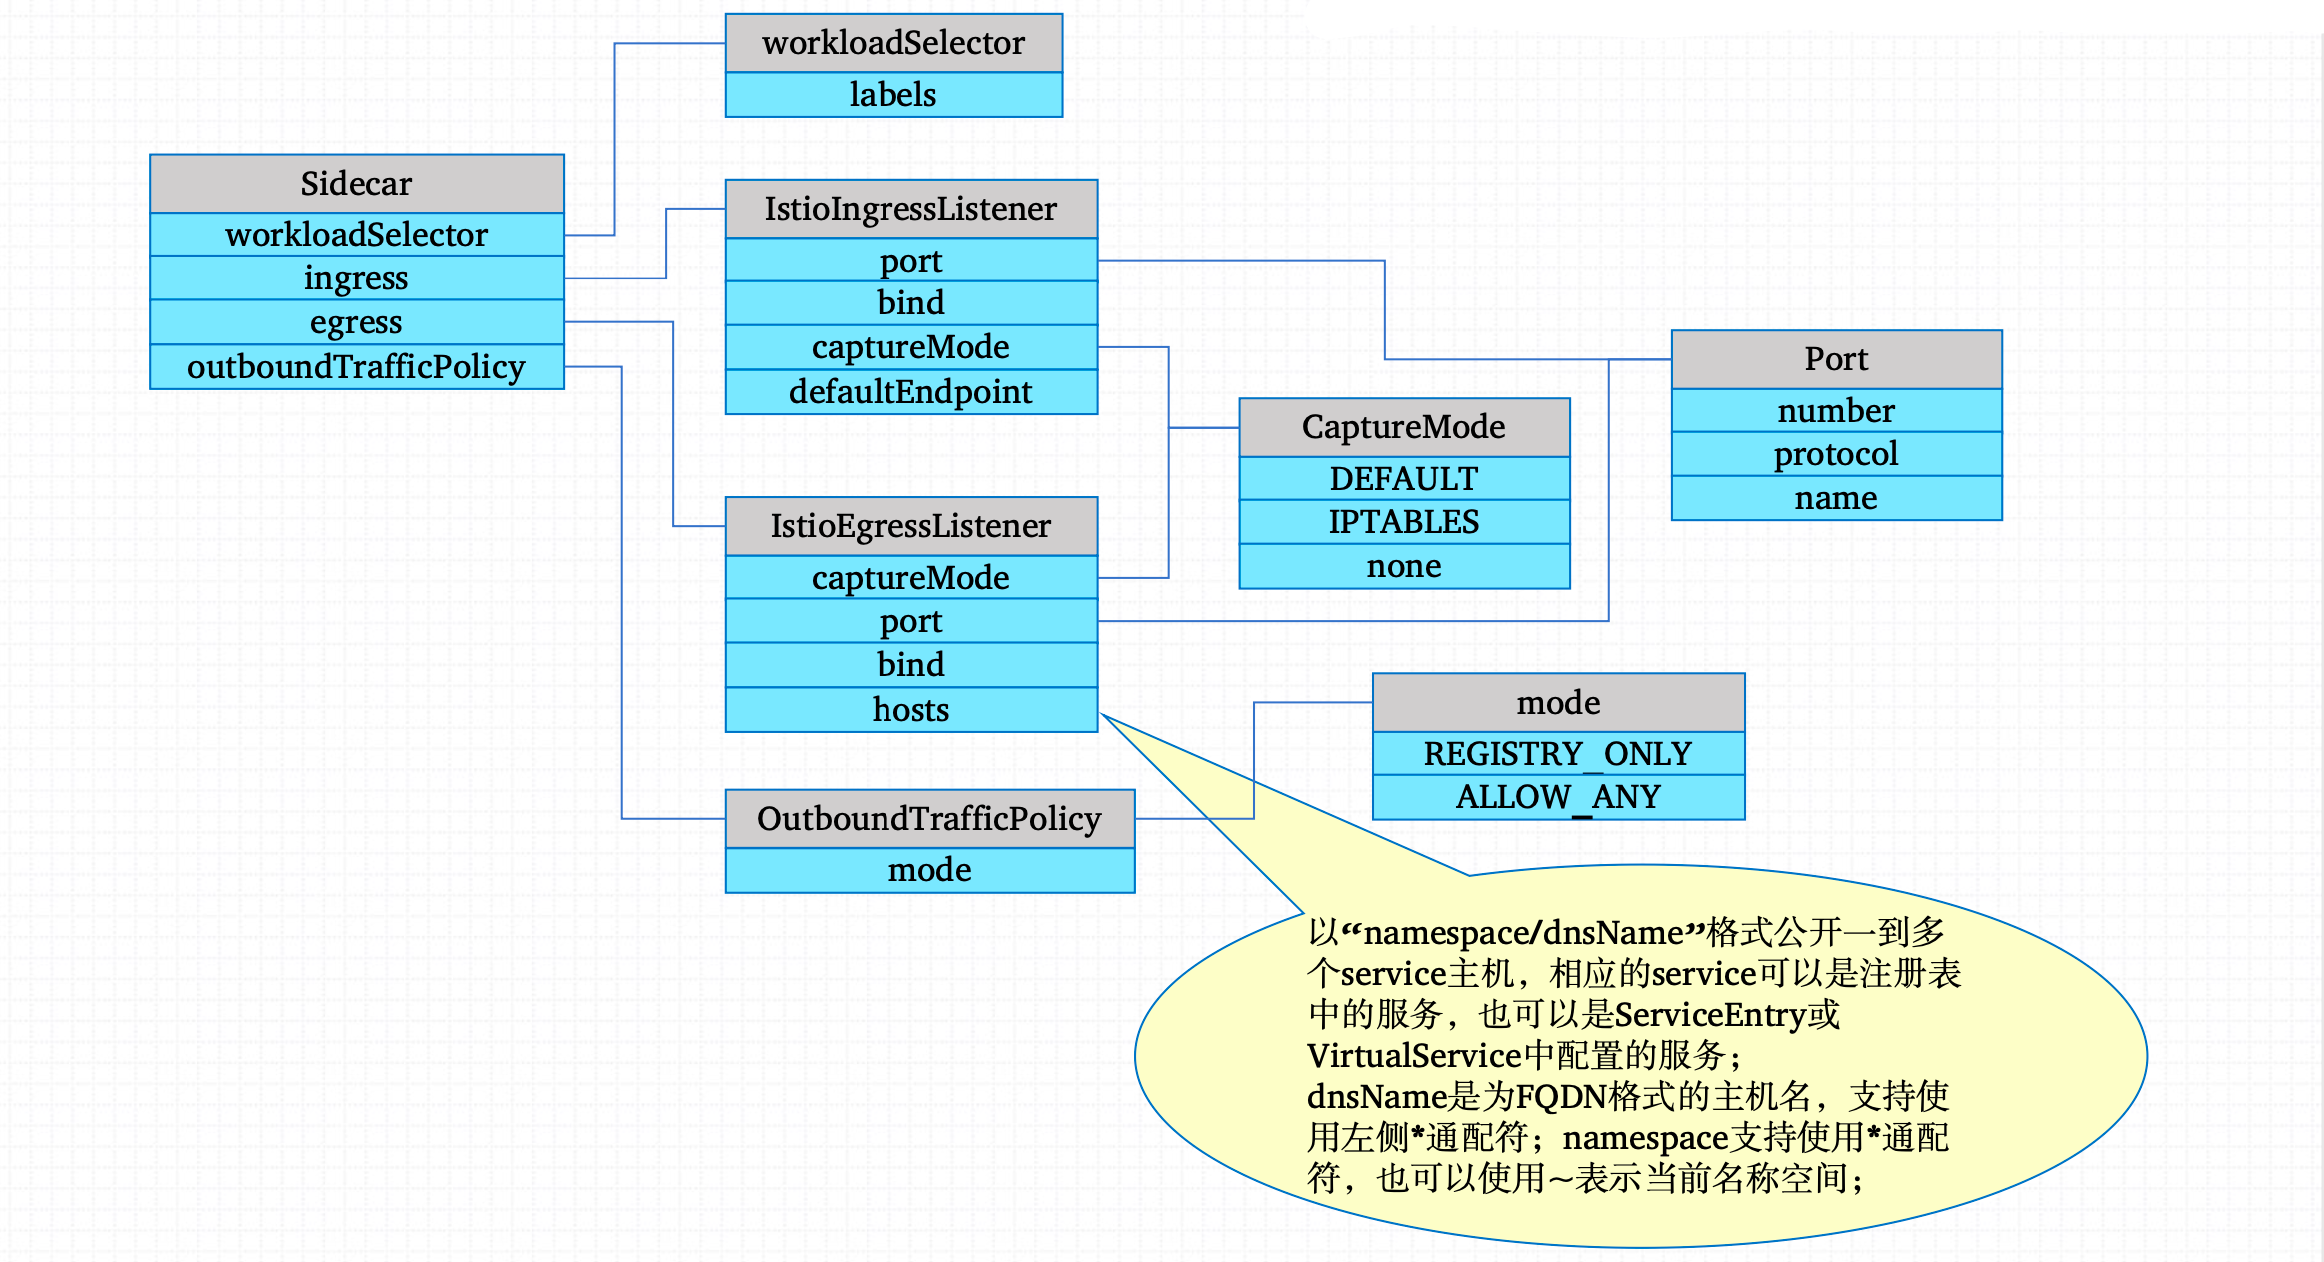 workloadSelector
labels
Sidecar
workloadSelector
ingress
egress
outboundTrafficPolicy
IstioIngressListener
port
bind
captureMode
defaultEndpoint
Port
number
protocol
name
CaptureMode
DEFAULT
IPTABLES
none
IstioEgressListener
captureMode
port
bind
hosts
mode
REGISTRY_ONLY
ALLOW_ANY
OutboundTrafficPolicy
mode
以“namespace/dnsName”格式公开一到多
个service主机，相应的service可以是注册表
中的服务，也可以是ServiceEntry或
VirtualService中配置的服务；
dnsName是为FQDN格式的主机名，支持使
用左侧*通配符；namespace支持使用*通配
符，也可以使用~表示当前名称空间；